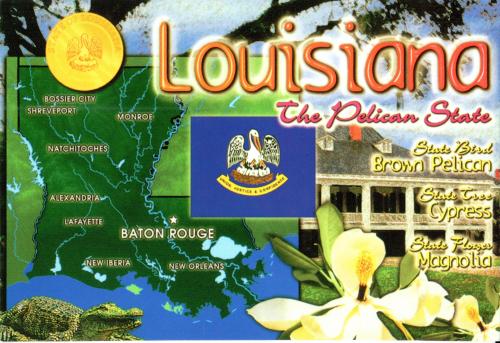 Louisiana
The Pelican State
BOSSIER CITY
SHREVEPORT
MONROE
NATCHITOCHES
ALEXANDRIA
LAFAYETTE
BATON ROUGE
NEW IBERIA
NEW ORLEANS
UNION, JUSTICE & CONFIDENCE
State Bird
Brown Pelican
State Tree
Cypress
State Flower
Magnolia